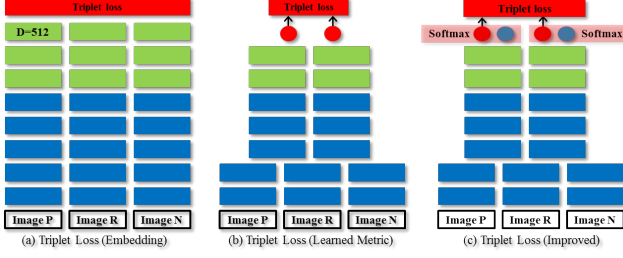 Triplet loss
D=512
Image P
Image R
Image N
(a) Triplet Loss (Embedding)
Triplet loss
Image P
Image R
Image N
(b) Triplet Loss (Learned Metric)
Triplet loss
Softmax
Softmax
Image P
Image R
Image N
(c) Triplet Loss (Improved)